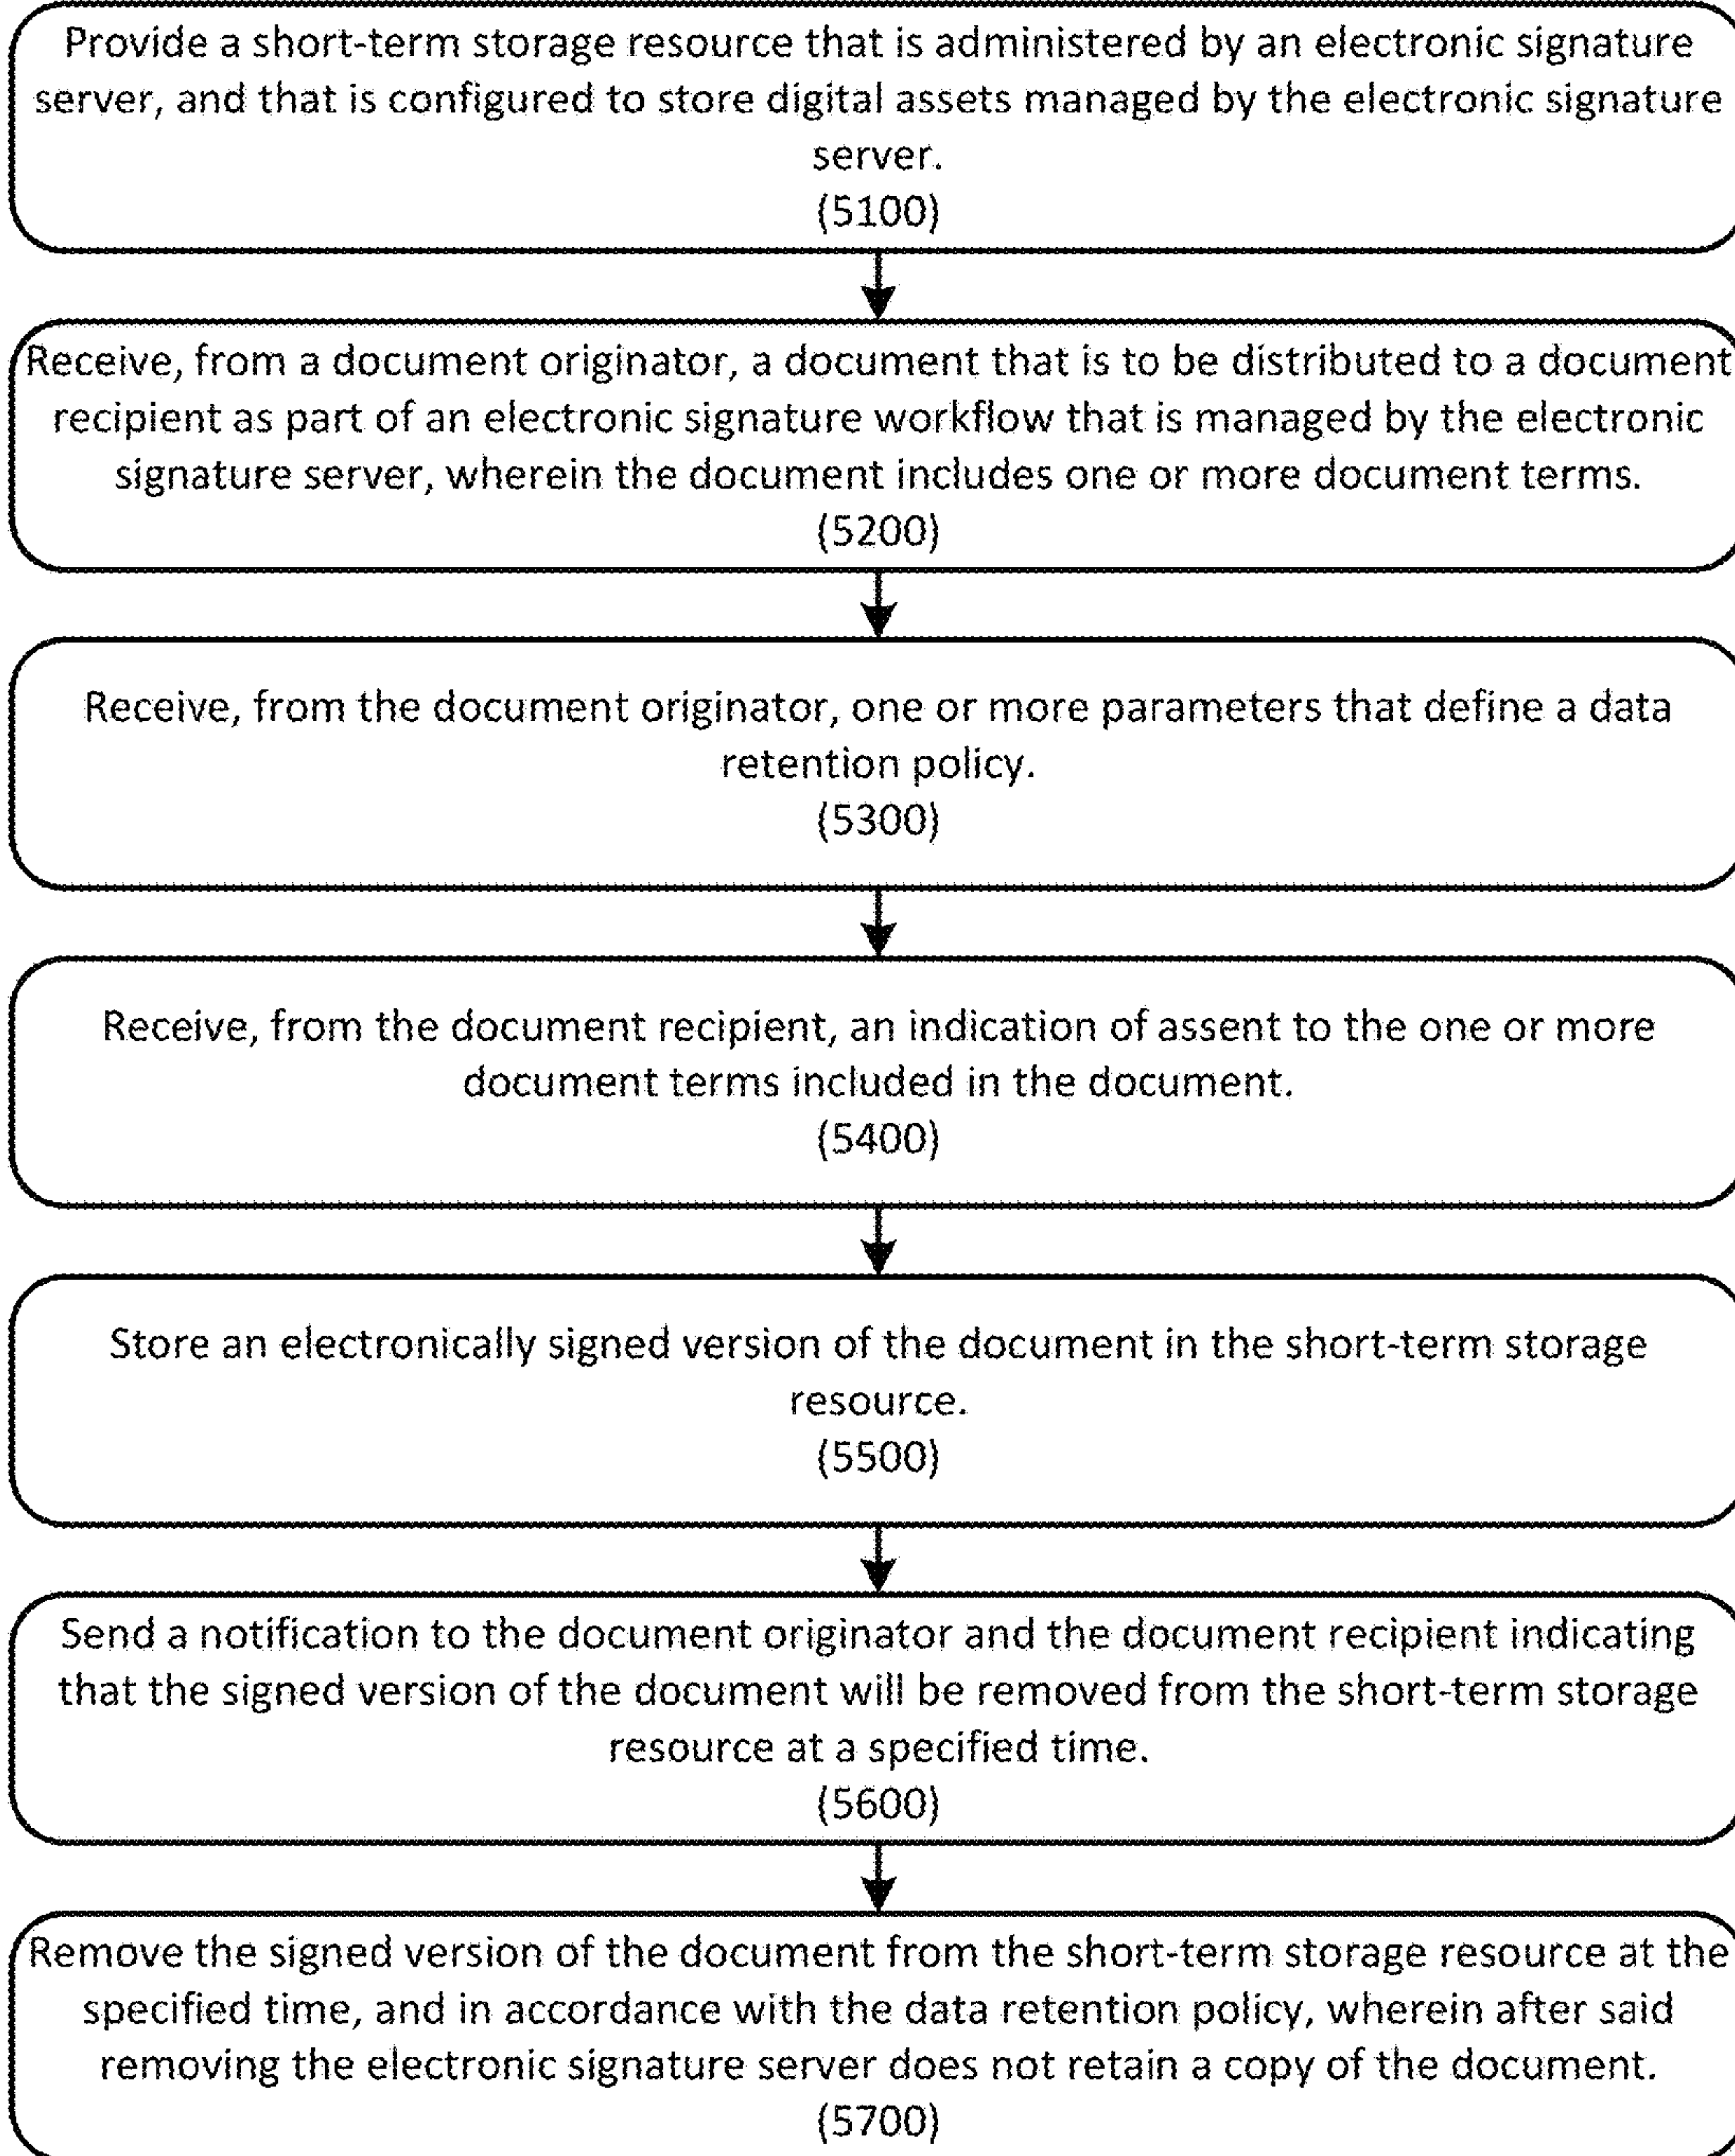 Provide a short-term storage resource that is administered by an electronic signature
server, and that is configured to store digital assets managed by the electronic signature
server.
(5100)
Receive, from a document originator, a document that is to be distributed to a document
recipient as part of an electronic signature workflow that is managed by the electronic
signature server, wherein the document includes one or more document terms.
(5200)
Receive, from the document originator, one or more parameters that define a data
retention policy.
(5300)
Receive, from the document recipient, an indication of assent to the one or more
document terms included in the document.
(5400)
Store an electronically signed version of the document in the short-term storage
resource.
(5500)
Send a notification to the document originator and the document recipient indicating
that the signed version of the document will be removed from the short-term storage
resource at a specified time.
(5600)
Remove the signed version of the document from the short-term storage resource at the
specified time, and in accordance with the data retention policy, wherein after said
removing the electronic signature server does not retain a copy of the document.
(5700)